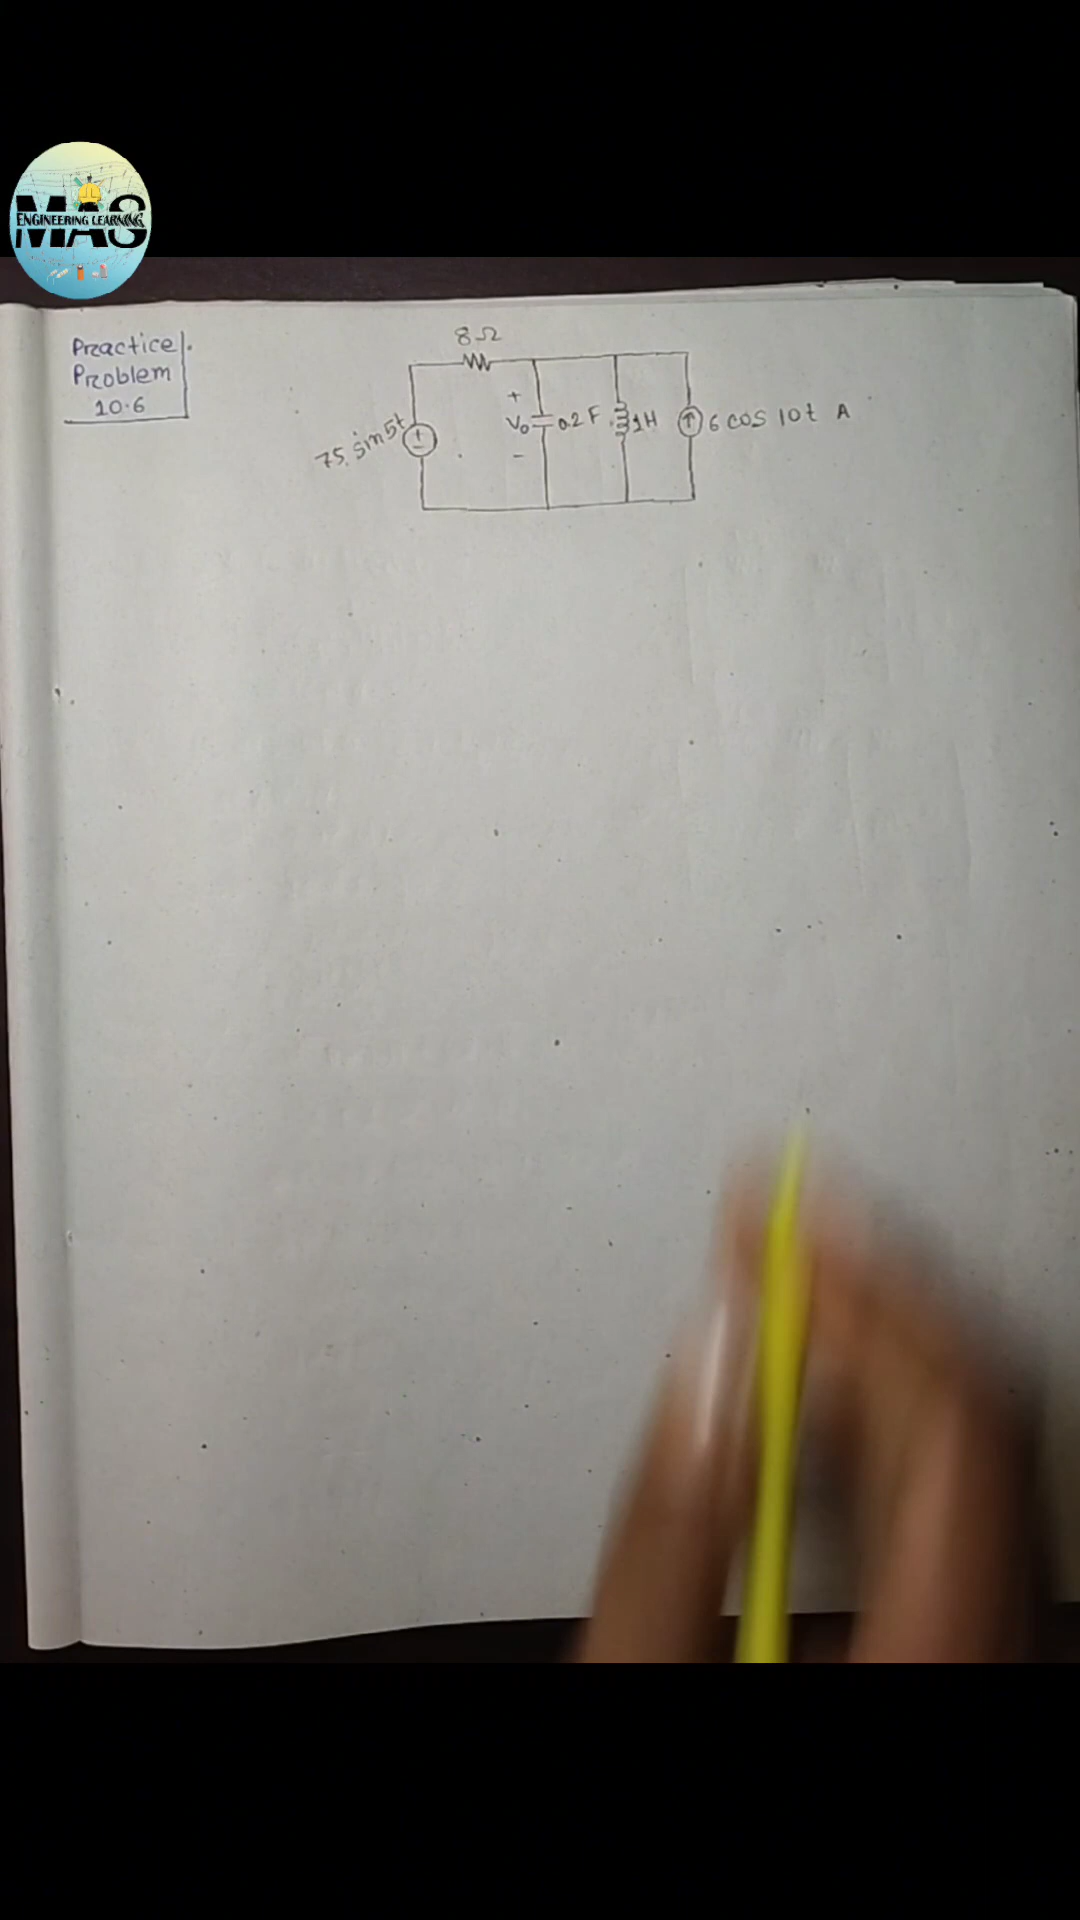 MAS
ENGINEERING LEARNING
Practice
Problem
10.6
8Ω
75 sin5t
+
-
+
Vo
-
0.2 F
1H
6 cos 10t A